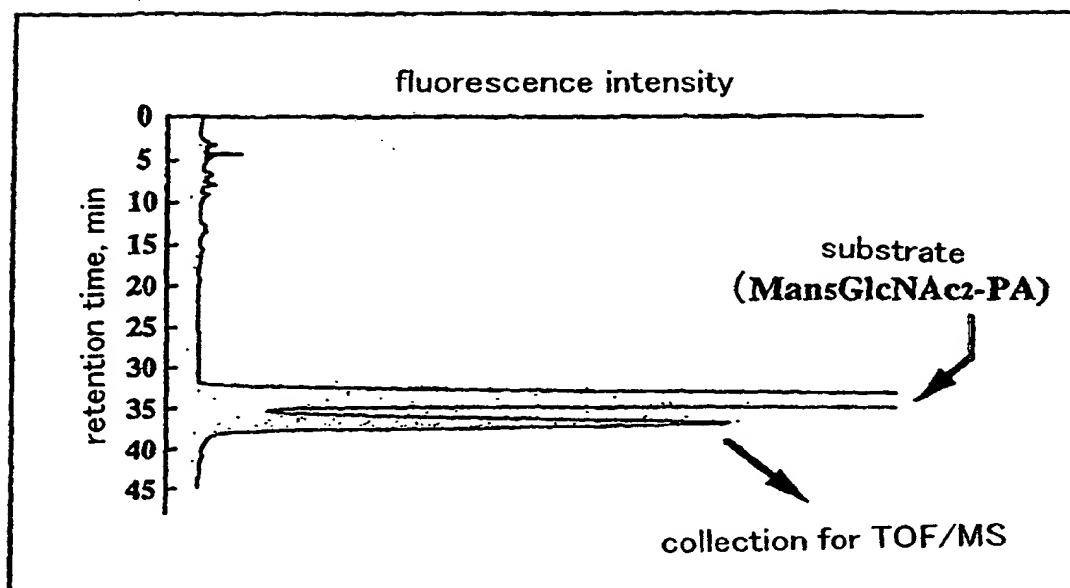 fluorescence intensity
0
5
10
15
20
25
30
35
40
45
retention time, min
substrate
(Man5GlcNAc2-PA)
collection for TOF/MS